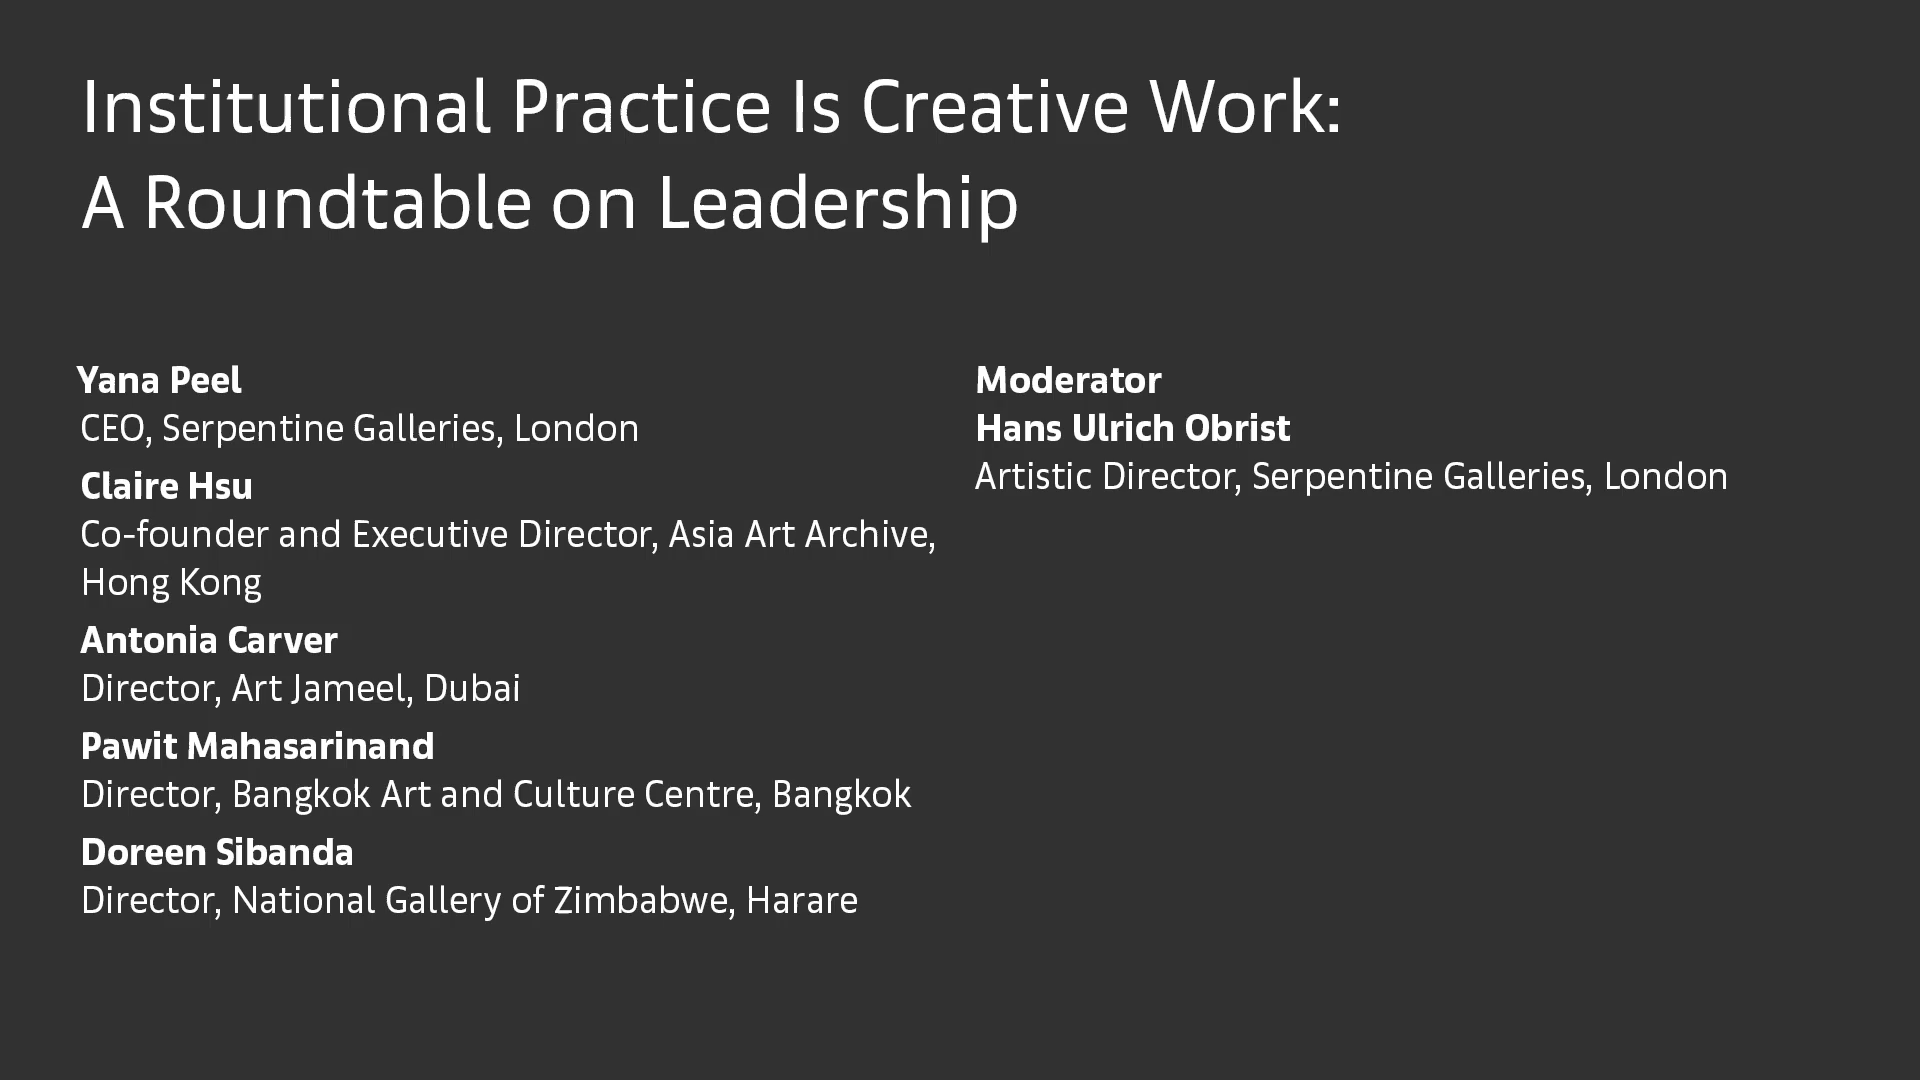 Institutional Practice Is Creative Work:
A Roundtable on Leadership
Yana Peel
CEO, Serpentine Galleries, London
Claire Hsu
Co-founder and Executive Director, Asia Art Archive,
Hong Kong
Antonia Carver
Director, Art Jameel, Dubai
Pawit Mahasarinand
Director, Bangkok Art and Culture Centre, Bangkok
Doreen Sibanda
Director, National Gallery of Zimbabwe, Harare
Moderator
Hans Ulrich Obrist
Artistic Director, Serpentine Galleries, London